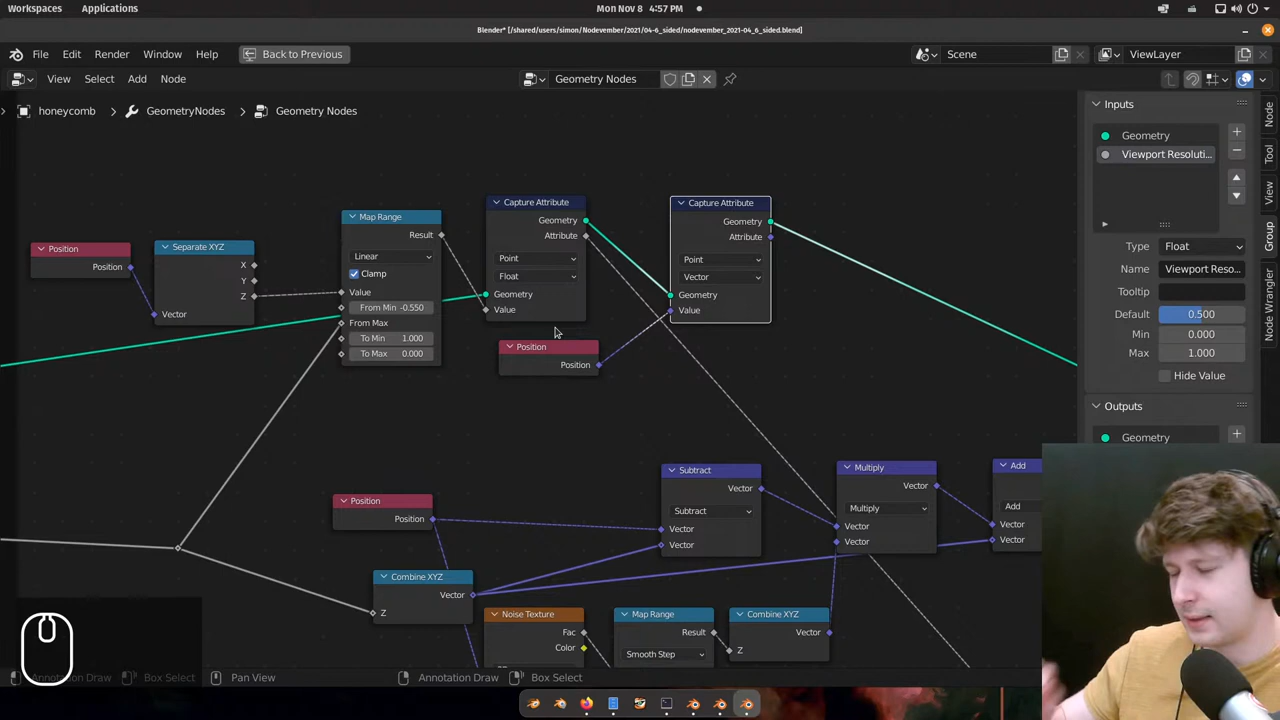 Workspaces Applications Mon Nov 8 4:57 PM
Blender* [/shared/users/simon/Nodevember/2021/04-6_sided/nodevember_2021-04_6_sided.blend]
File Edit Render Window Help Back to Previous Scene ViewLayer
View Select Add Node Geometry Nodes
honeycomb GeometryNodes Geometry Nodes
Inputs
Geometry
Viewport Resoluti...
Type Float
Name Viewport Reso...
Tooltip
Default 0.500
Min 0.000
Max 1.000
Hide Value
Outputs
Geometry
Node
Tool
View
Group
Node Wrangler
Position
Position
Separate XYZ
X
Y
Z
Vector
Map Range
Result
Linear
Clamp
Value
From Min -0.550
From Max
To Min 1.000
To Max 0.000
Capture Attribute
Geometry
Attribute
Point
Float
Geometry
Value
Position
Position
Capture Attribute
Geometry
Attribute
Point
Vector
Geometry
Value
Position
Position
Combine XYZ
Vector
Z
Subtract
Vector
Subtract
Vector
Vector
Multiply
Vector
Multiply
Vector
Vector
Add
Add
Vector
Vector
Noise Texture
Fac
Color
Map Range
Result
Smooth Step
Combine XYZ
Vector
Z
Annotation Draw Box Select Pan View Annotation Draw Box Select